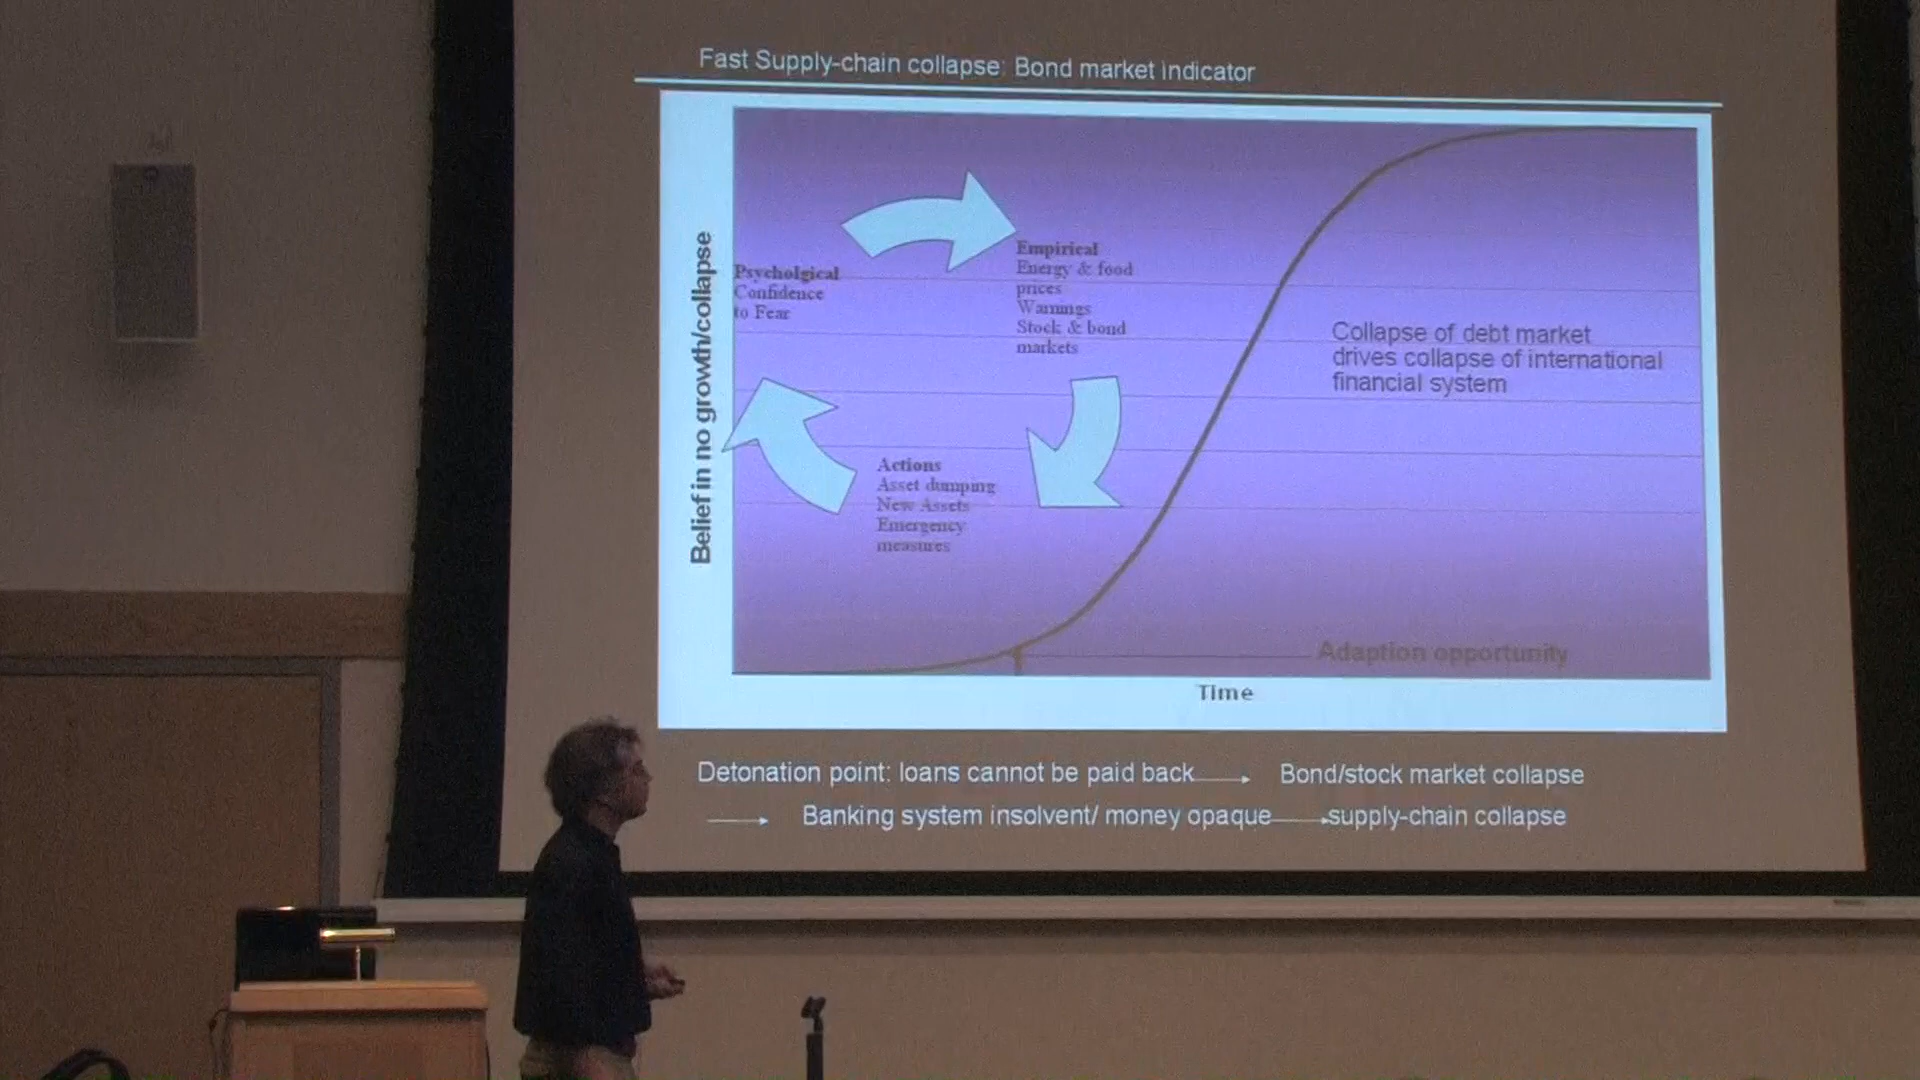 Fast Supply-chain collapse: Bond market indicator
Belief in no growth/collapse
Psycholgical
Confidence
to Fear
Empirical
Energy & food
prices
Warnings
Stock & bond
markets
Actions
Asset dumping
New Assets
Emergency
measures
Collapse of debt market
drives collapse of international
financial system
Adaption opportunity
Time
Detonation point: loans cannot be paid back → Bond/stock market collapse
→ Banking system insolvent/ money opaque → supply-chain collapse